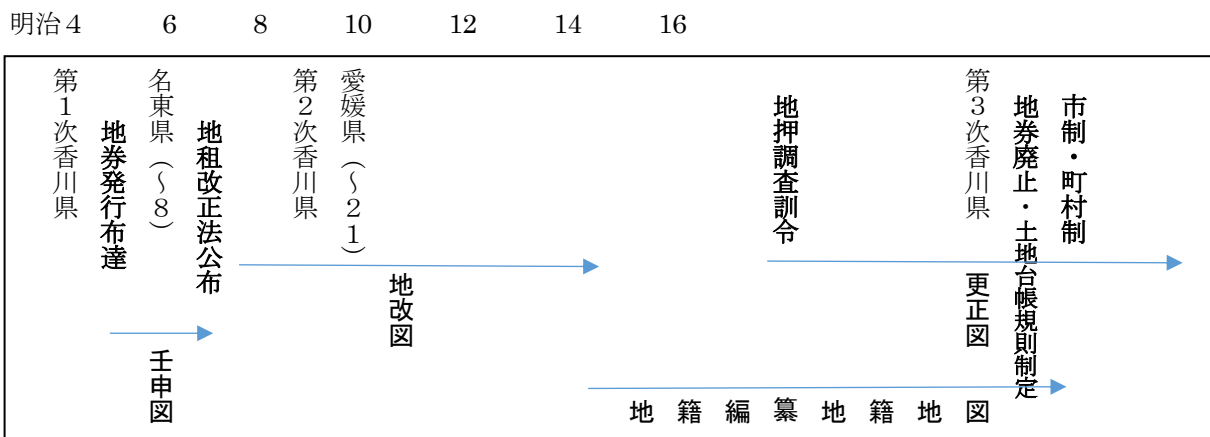 明治４ 6 8 10 12 14 16
第１次香川県
地券発行布達
名東県（～８）
地租改正法公布
第２次香川県
愛媛県（～２１）
地押調査訓令
第３次香川県
地券廃止・土地台帳規則制定
市制・町村制
地改図
更正図
壬申図
地籍編纂地籍地図